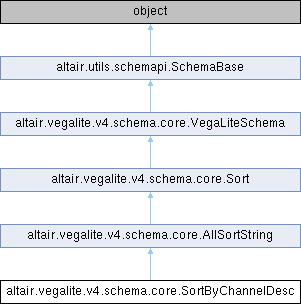 object
altair.utils.schemapi.SchemaBase
altair.vegalite.v4.schema.core.VegaLiteSchema
altair.vegalite.v4.schema.core.Sort
altair.vegalite.v4.schema.core.AllSortString
altair.vegalite.v4.schema.core.SortByChannelDesc